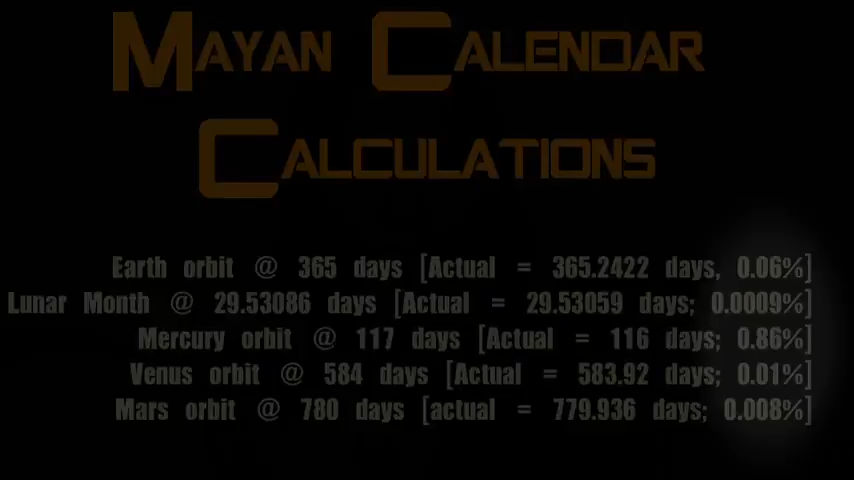 MAYAN CALENDAR
CALCULATIONS
Earth orbit @ 365 days [Actual = 365.2422 days, 0.06%]
Lunar Month @ 29.53086 days [Actual = 29.53059 days; 0.0009%]
Mercury orbit @ 117 days [Actual = 116 days; 0.86%]
Venus orbit @ 584 days [Actual = 583.92 days; 0.01%]
Mars orbit @ 780 days [actual = 779.936 days; 0.008%]